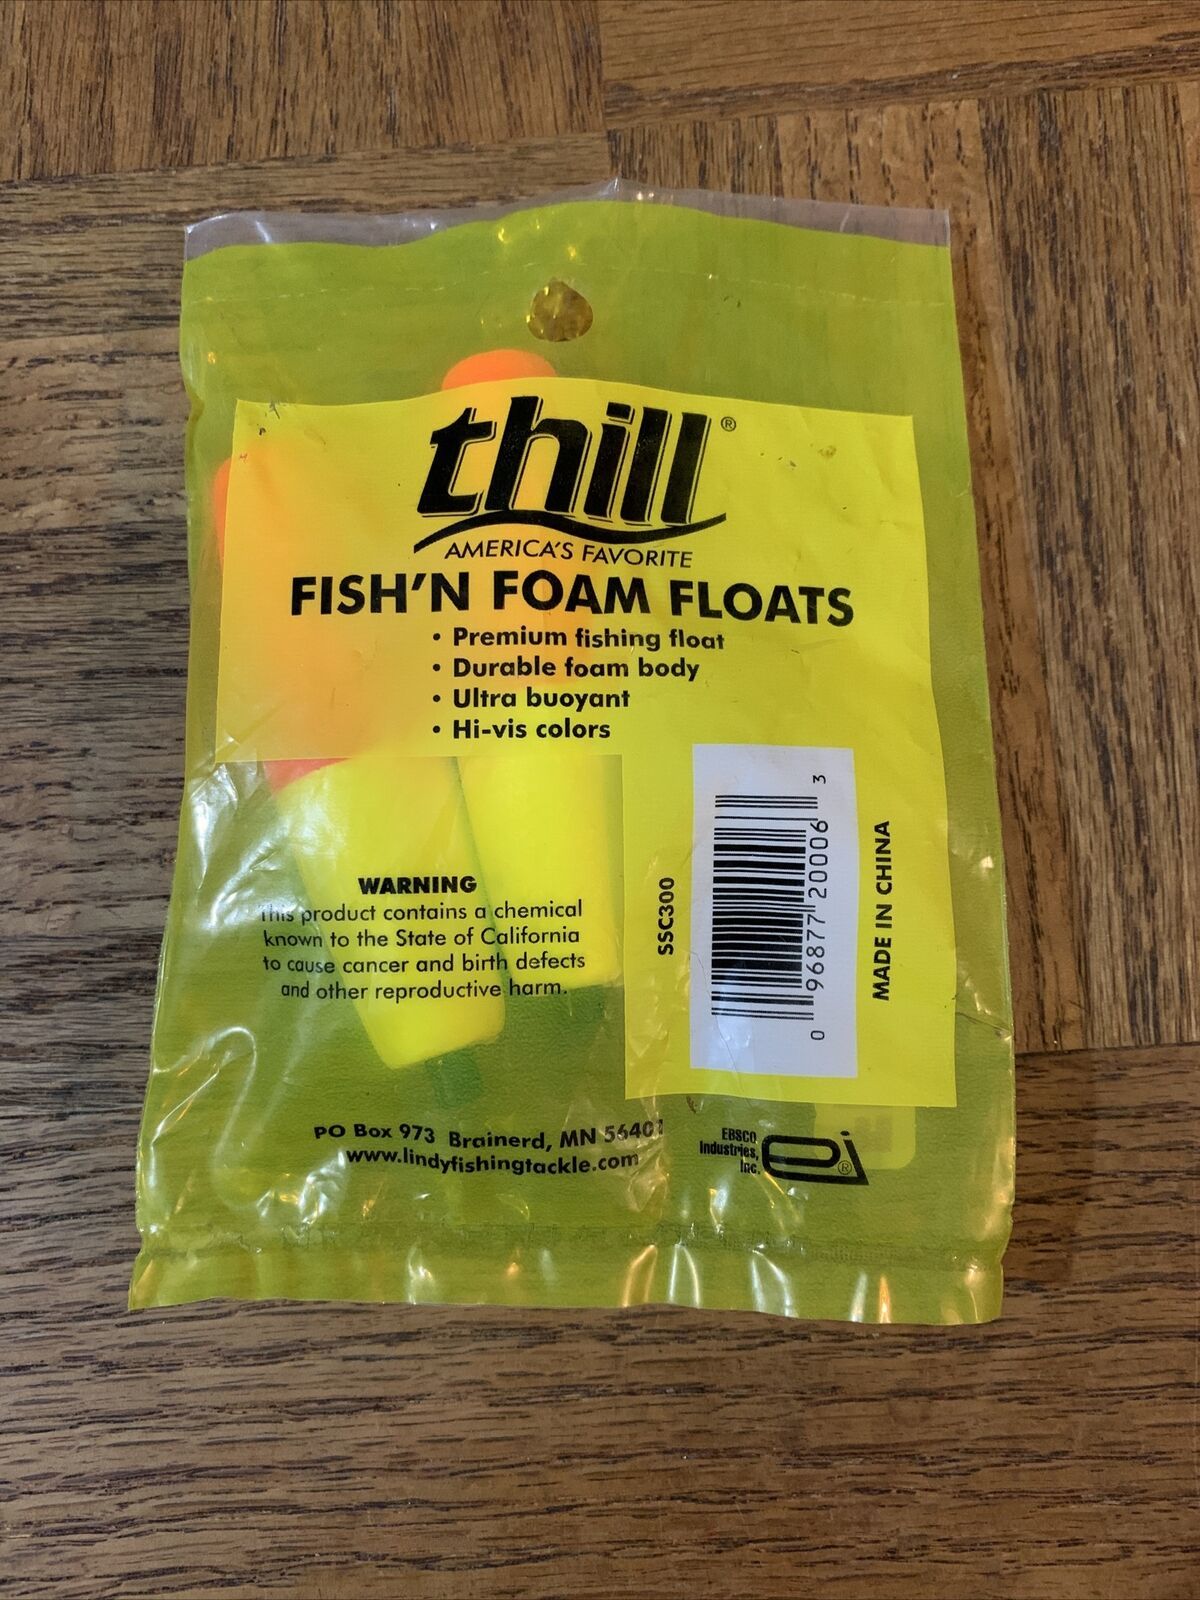 thill®
AMERICA'S FAVORITE
FISH'N FOAM FLOATS
• Premium fishing float
• Durable foam body
• Ultra buoyant
• Hi-vis colors
WARNING
This product contains a chemical
known to the State of California
to cause cancer and birth defects
and other reproductive harm.
SSC300
0 96877 20006 3
MADE IN CHINA
PO Box 973 Brainerd, MN 56401
www.lindyfishingtackle.com
EBSCO
Industries,
Inc.
ei®